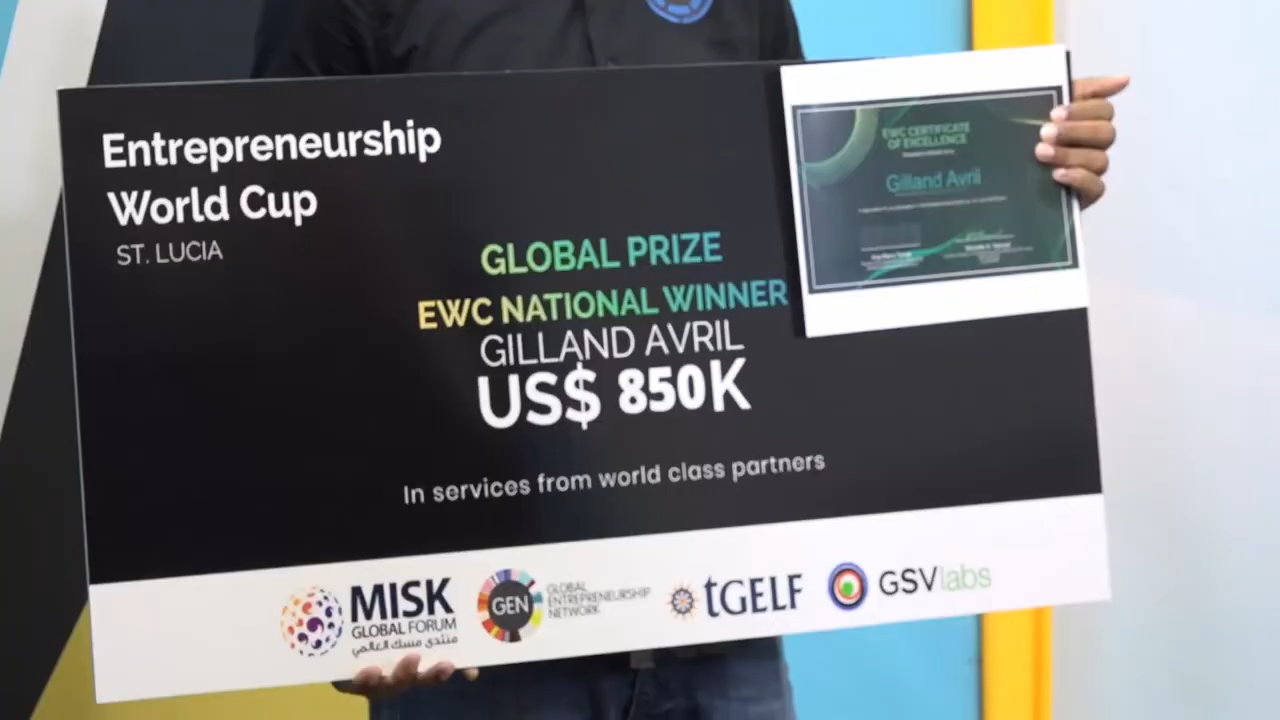 Entrepreneurship
World Cup
ST. LUCIA
GLOBAL PRIZE
EWC NATIONAL WINNER
GILLAND AVRIL
US$ 850K
In services from world class partners
EWC CERTIFICATE
OF EXCELLENCE
Gilland Avril
MISK
GLOBAL FORUM
منتدى مسك العالمي
GEN
GLOBAL
ENTREPRENEURSHIP
NETWORK
tGELF
GSVlabs